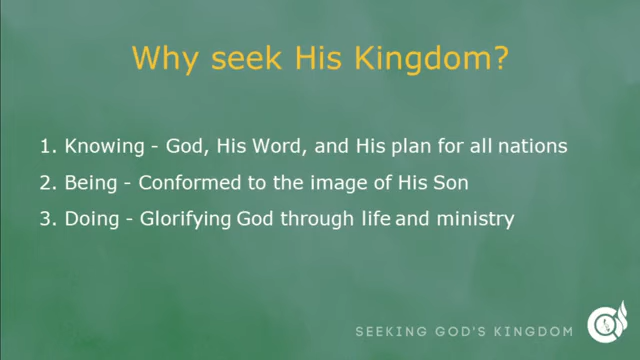 Why seek His Kingdom?
1. Knowing - God, His Word, and His plan for all nations
2. Being - Conformed to the image of His Son
3. Doing - Glorifying God through life and ministry
SEEKING GOD'S KINGDOM